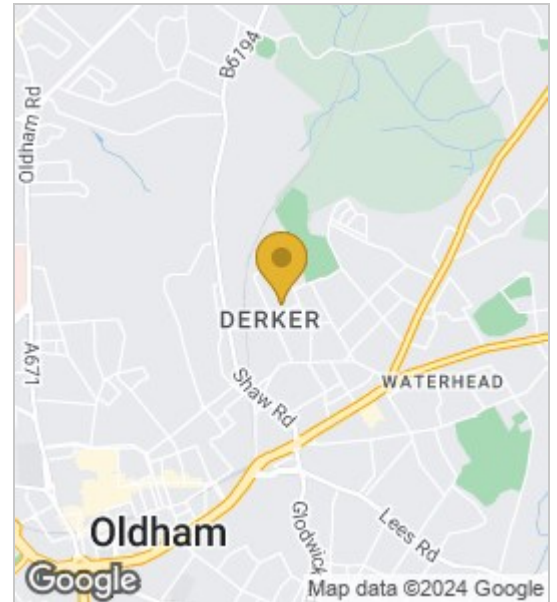 B6194
Oldham Rd
DERKER
A671
WATERHEAD
Shaw Rd
Oldham
Glodwick
Lees Rd
Google
Map data ©2024 Google